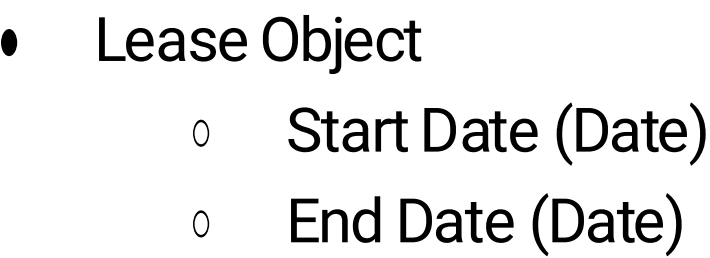 • Lease Object
○ Start Date (Date)
○ End Date (Date)